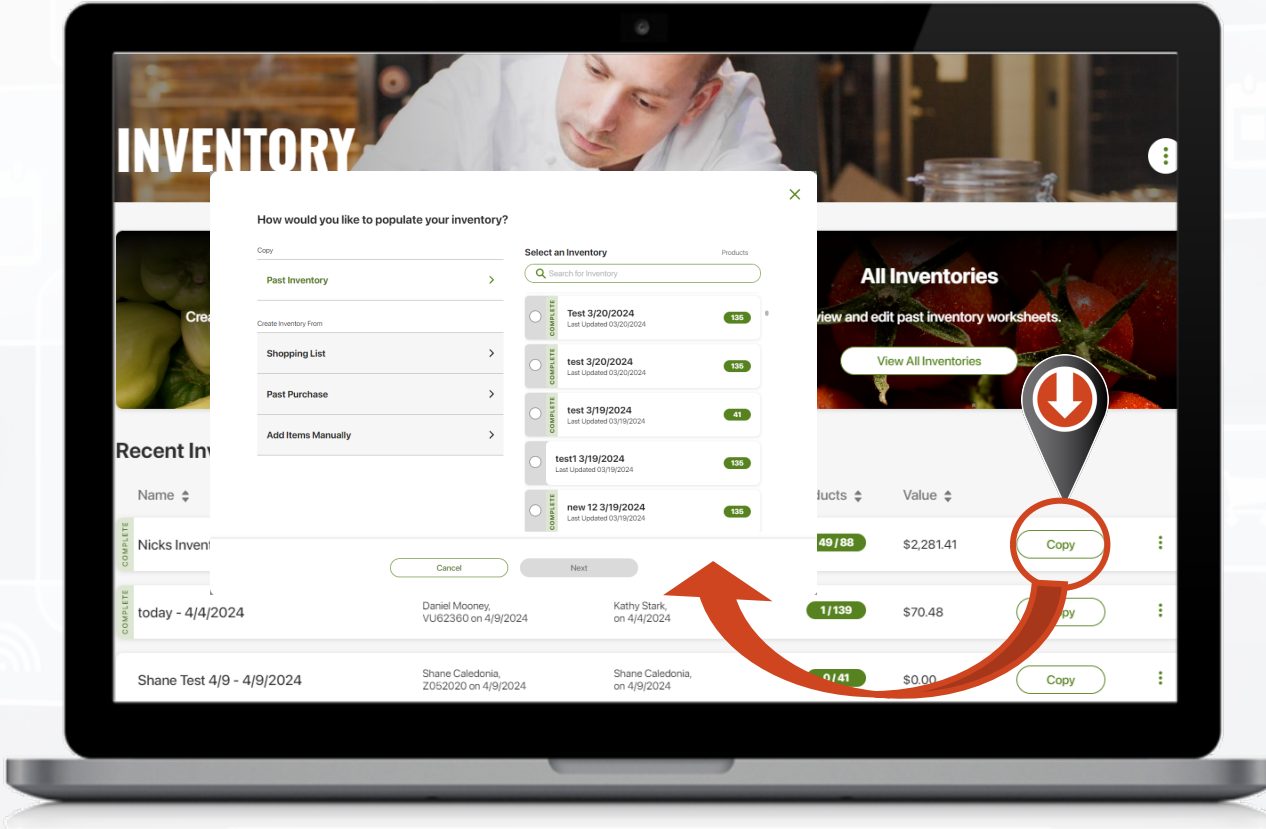 INVENTORY
How would you like to populate your inventory?
Copy
Past Inventory
Create Inventory From
Shopping List
Past Purchase
Add Items Manually
Select an Inventory
Products
Search for Inventory
COMPLETE
Test 3/20/2024
Last Updated 03/20/2024
135
COMPLETE
test 3/20/2024
Last Updated 03/20/2024
135
COMPLETE
test 3/19/2024
Last Updated 03/19/2024
41
test1 3/19/2024
Last Updated 03/19/2024
135
COMPLETE
new 12 3/19/2024
Last Updated 03/19/2024
135
Cancel
Next
All Inventories
and edit past inventory worksheets.
View All Inventories
Recent
Name
Value
COMPLETE
Nicks
49/88
$2,281.41
Copy
COMPLETE
today - 4/4/2024
Daniel Mooney,
VU62360 on 4/9/2024
Kathy Stark,
on 4/4/2024
1/139
$70.48
Shane Test 4/9 - 4/9/2024
Shane Caledonia,
Z052020 on 4/9/2024
Shane Caledonia,
on 4/9/2024
0/41
$0.00
Copy